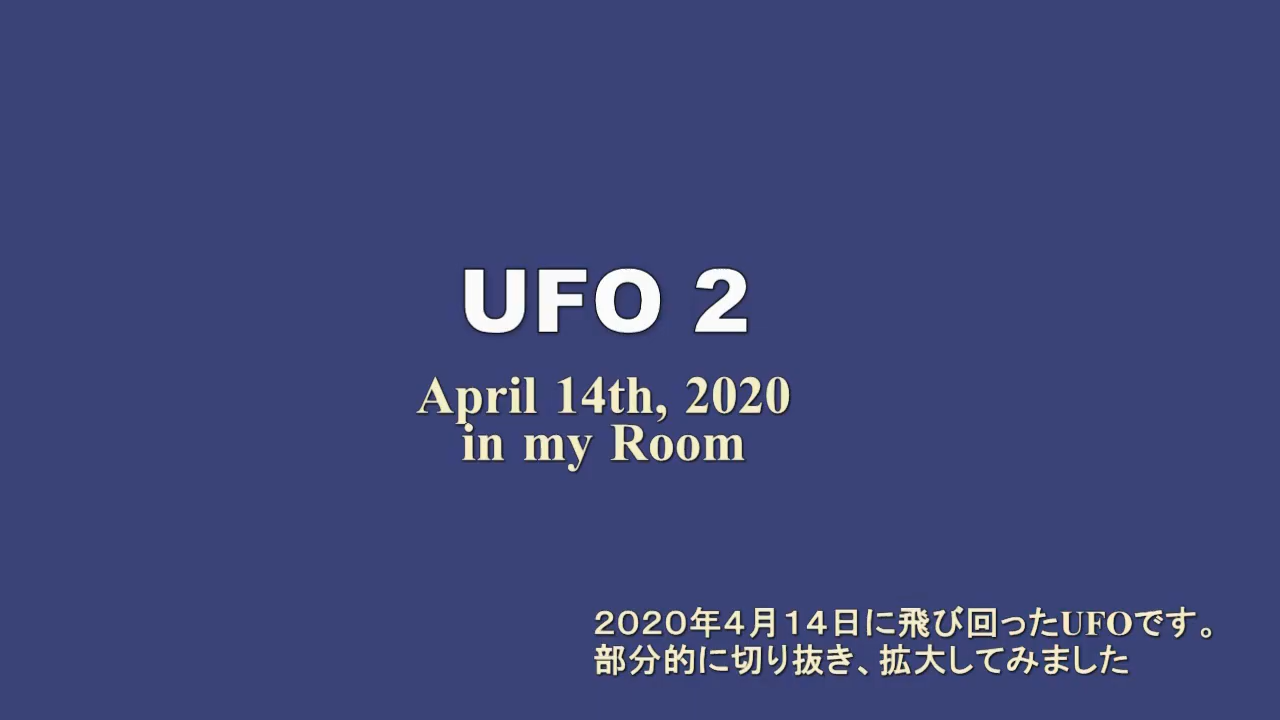 UFO 2
April 14th, 2020
in my Room
２０２０年４月１４日に飛び回ったUFOです。
部分的に切り抜き、拡大してみました